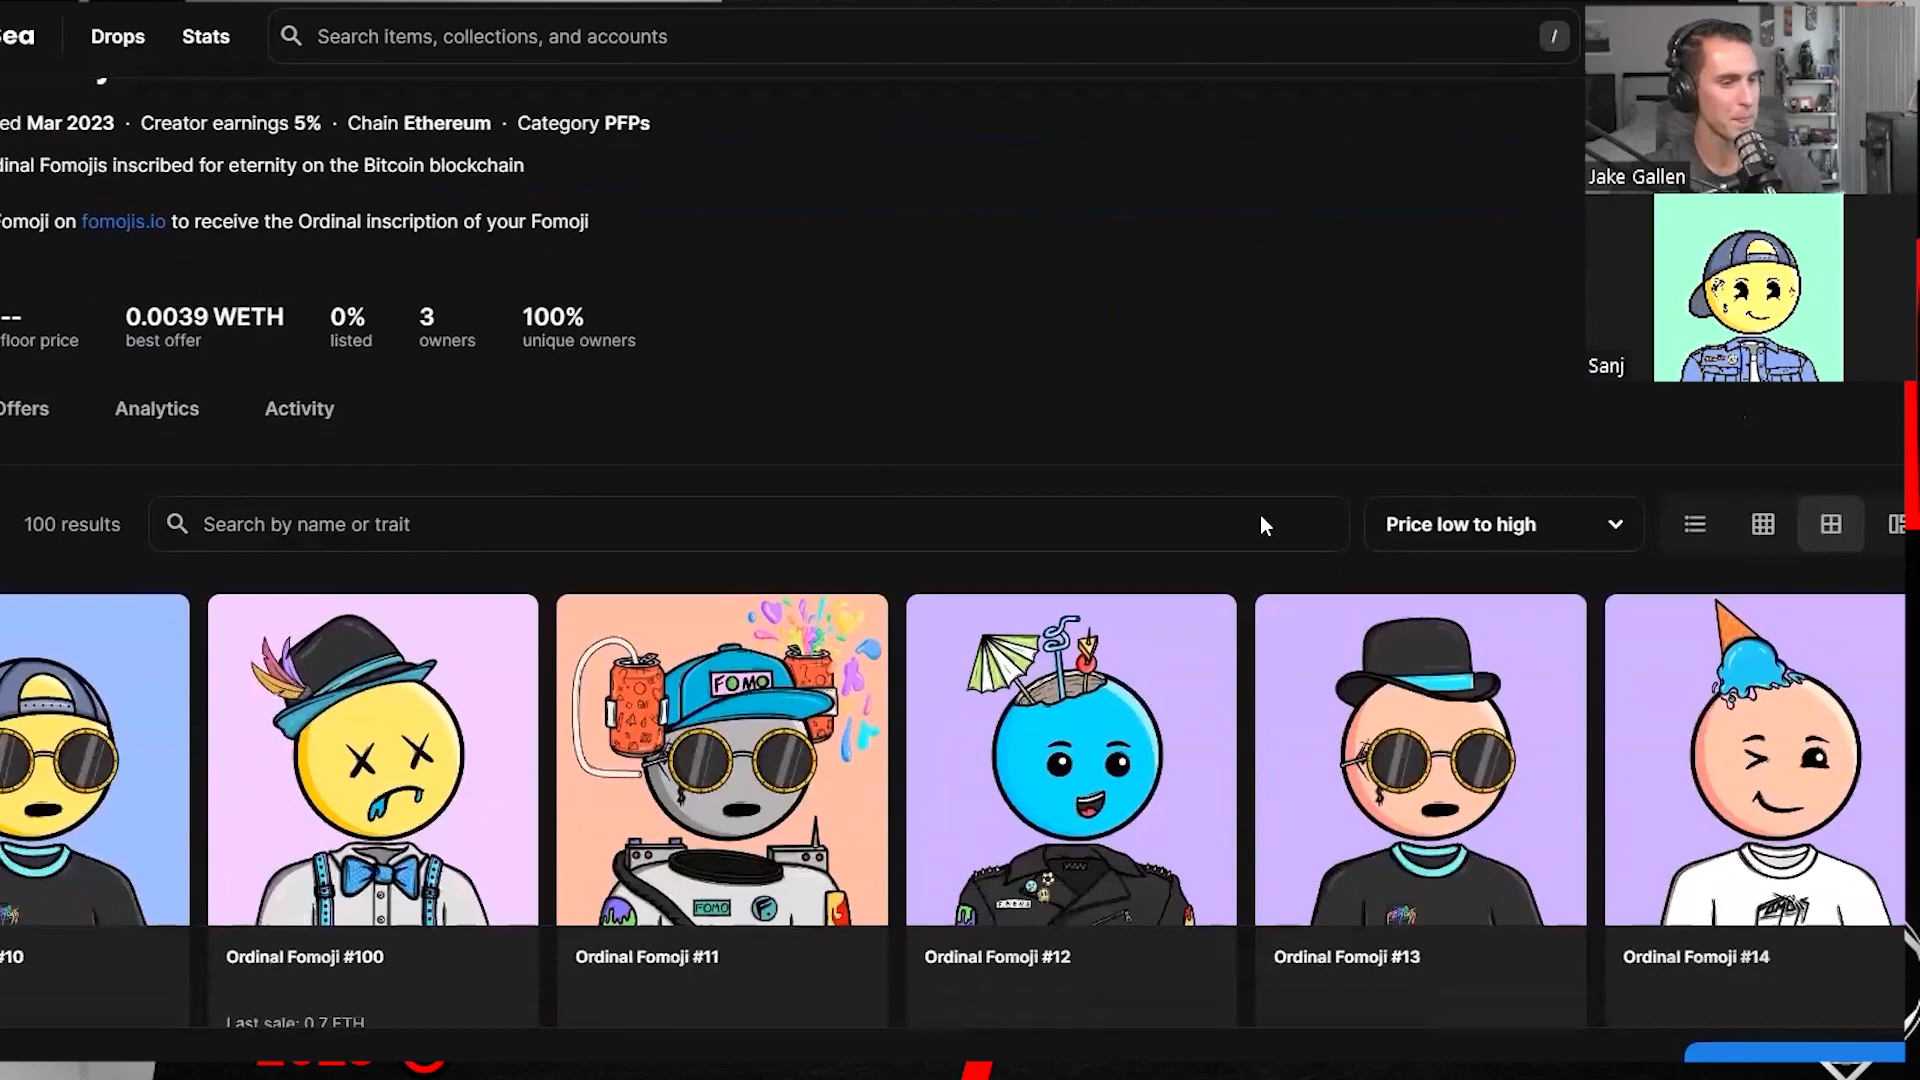 Sea Drops Stats Search items, collections, and accounts /
ed Mar 2023 · Creator earnings 5% · Chain Ethereum · Category PFPs
dinal Fomojis inscribed for eternity on the Bitcoin blockchain
Fomoji on fomojis.io to receive the Ordinal inscription of your Fomoji
Jake Gallen
Sanj
-- 0.0039 WETH 0% 3 100%
floor price best offer listed owners unique owners
Offers Analytics Activity
100 results Search by name or trait Price low to high
FOMO
FOMO
#10 Ordinal Fomoji #100 Ordinal Fomoji #11 Ordinal Fomoji #12 Ordinal Fomoji #13 Ordinal Fomoji #14
Last sale: 0.7 ETH